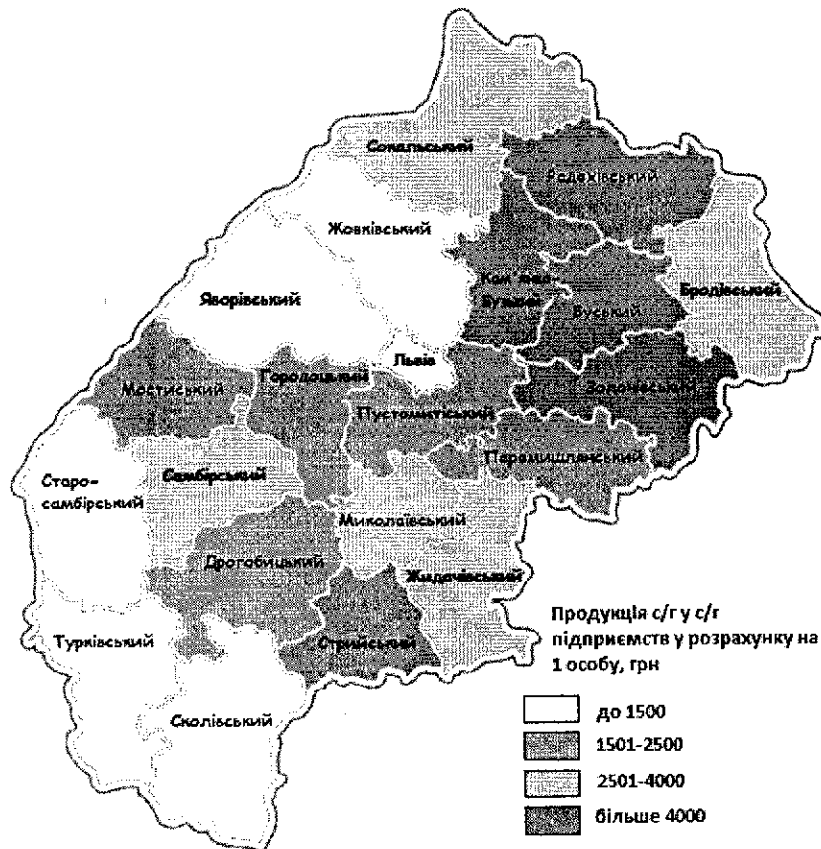 Сокальський
Радехівський
Жовківський
Кам'яно-
Бузький
Бродівський
Яворівський
Буський
Львів
Мостиський
Городоцький
Золочівський
Пустомитівський
Перемишлянський
Старо-
самбірський
Самбірський
Миколаївський
Дрогобицький
Жидачівський
Турківський
Стрийський
Сколівський
Продукція с/г у с/г
підприємств у розрахунку на
1 особу, грн
до 1500
1501-2500
2501-4000
більше 4000